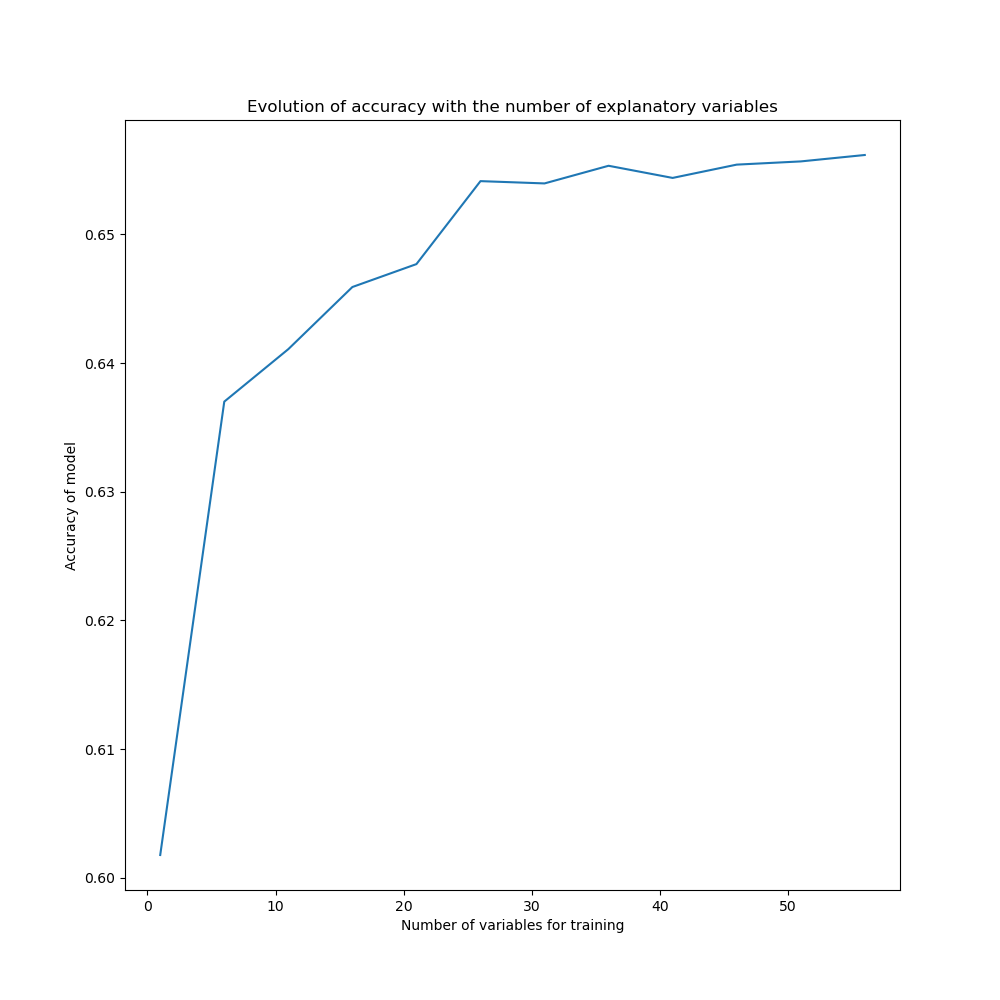 Evolution of accuracy with the number of explanatory variables
0.65
0.64
0.63
0.62
0.61
0.60
Accuracy of model
0 10 20 30 40 50
Number of variables for training